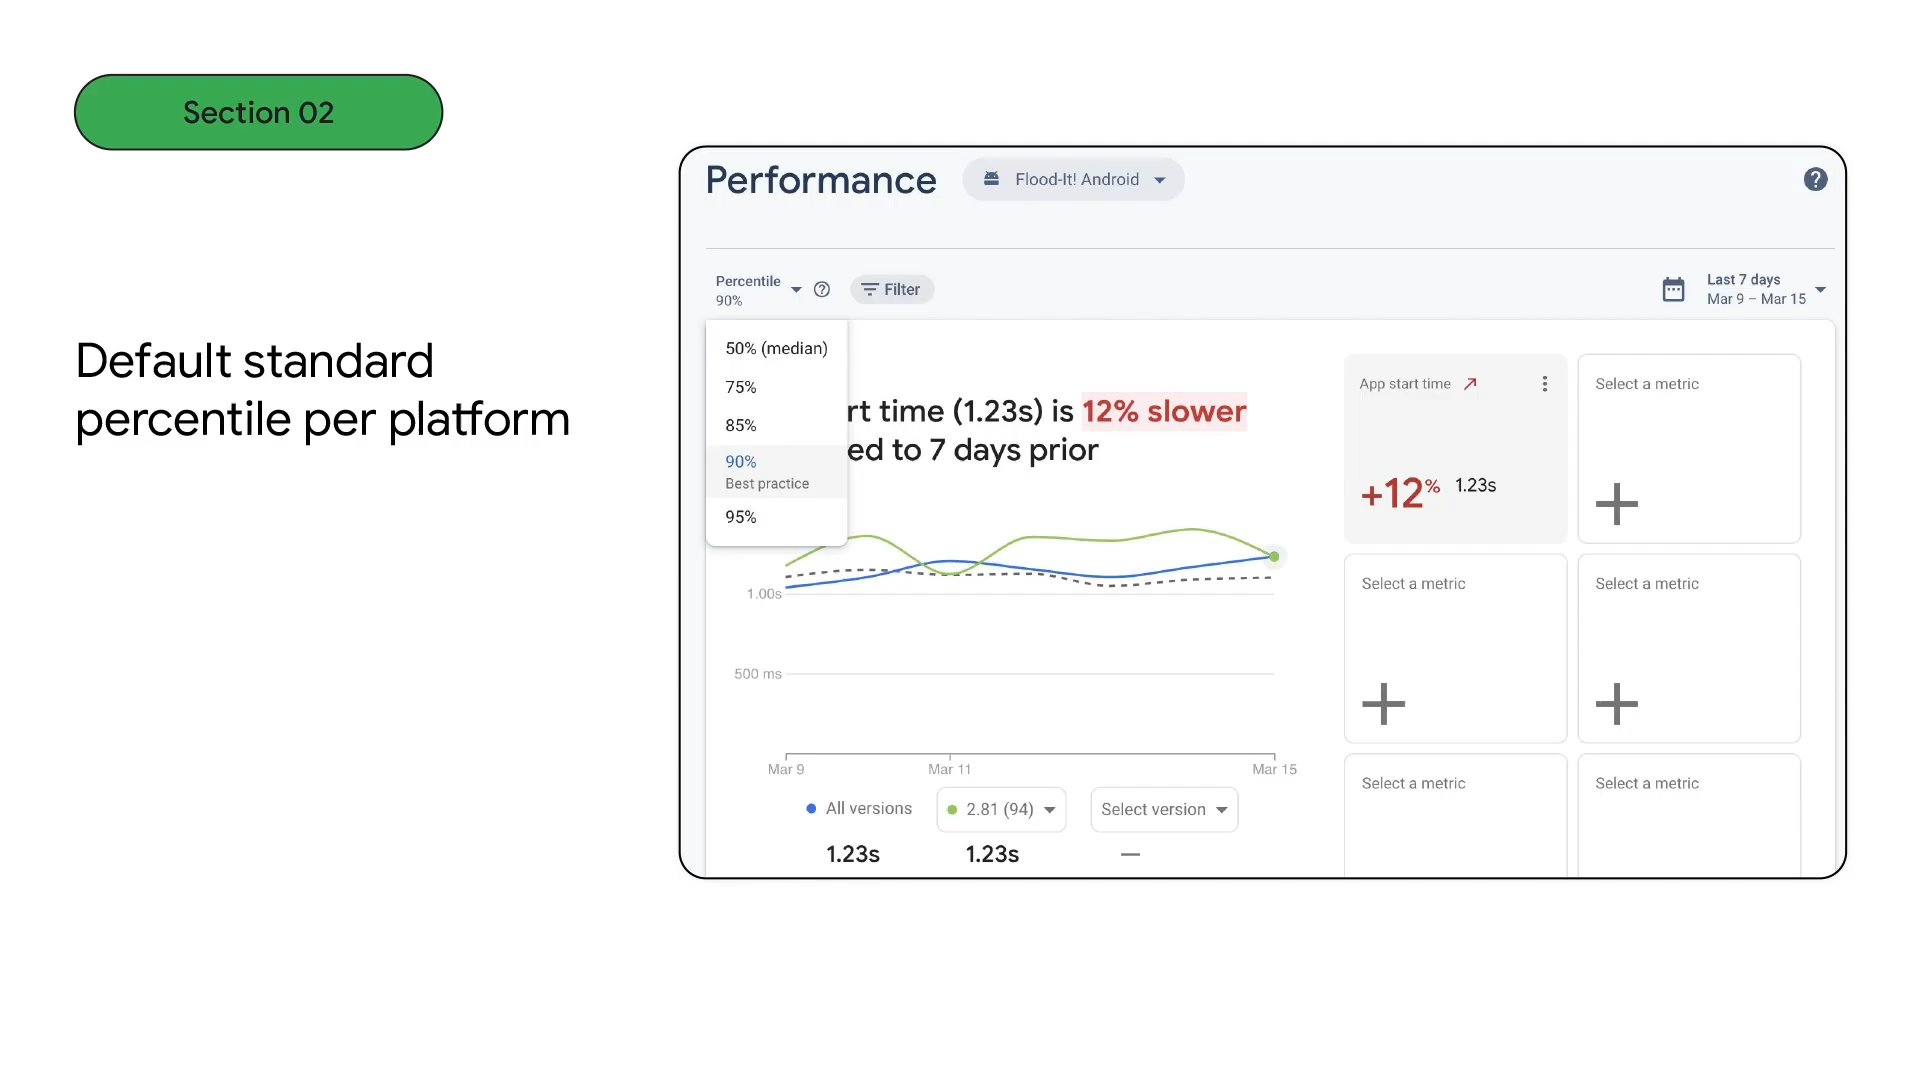 Section 02
Default standard
percentile per platform
Performance
Flood-It! Android
Percentile
90%
Filter
Last 7 days
Mar 9 – Mar 15
50% (median)
75%
85%
90%
Best practice
95%
rt time (1.23s) is 12% slower
ed to 7 days prior
1.00s
500 ms
Mar 9
Mar 11
Mar 15
All versions
2.81 (94)
Select version
1.23s
1.23s
—
App start time
+12%
1.23s
Select a metric
Select a metric
Select a metric
Select a metric
Select a metric